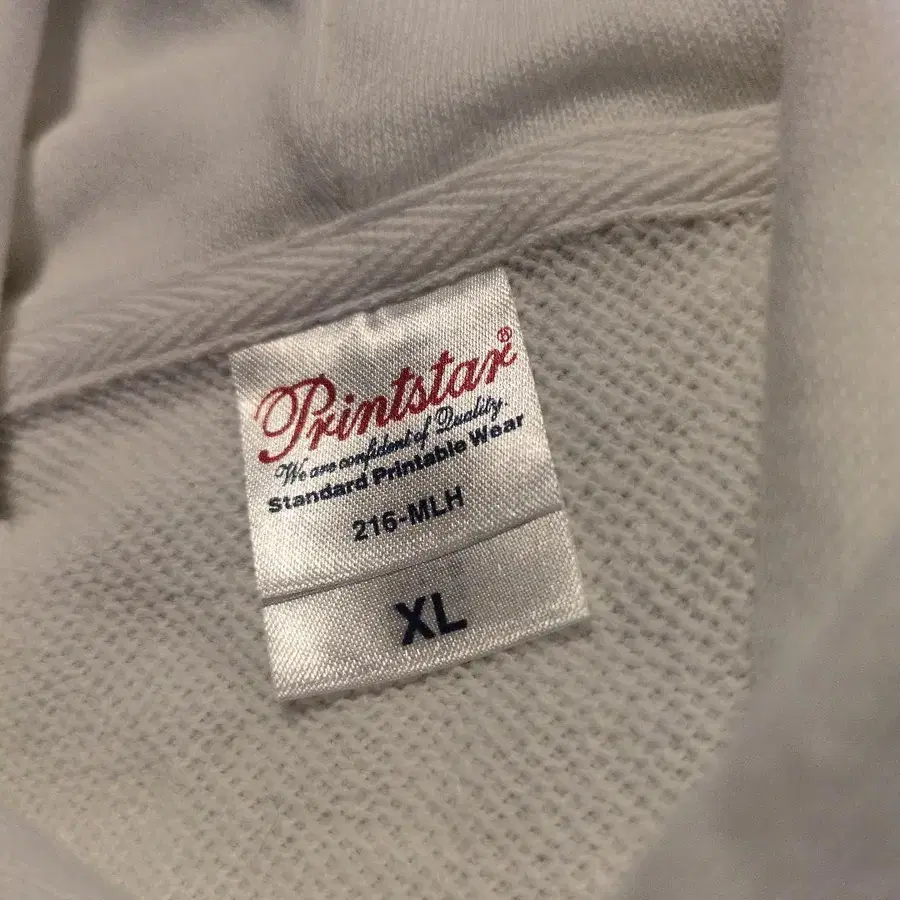 Printstar®
We are confident of Quality
Standard Printable Wear
216-MLH
XL